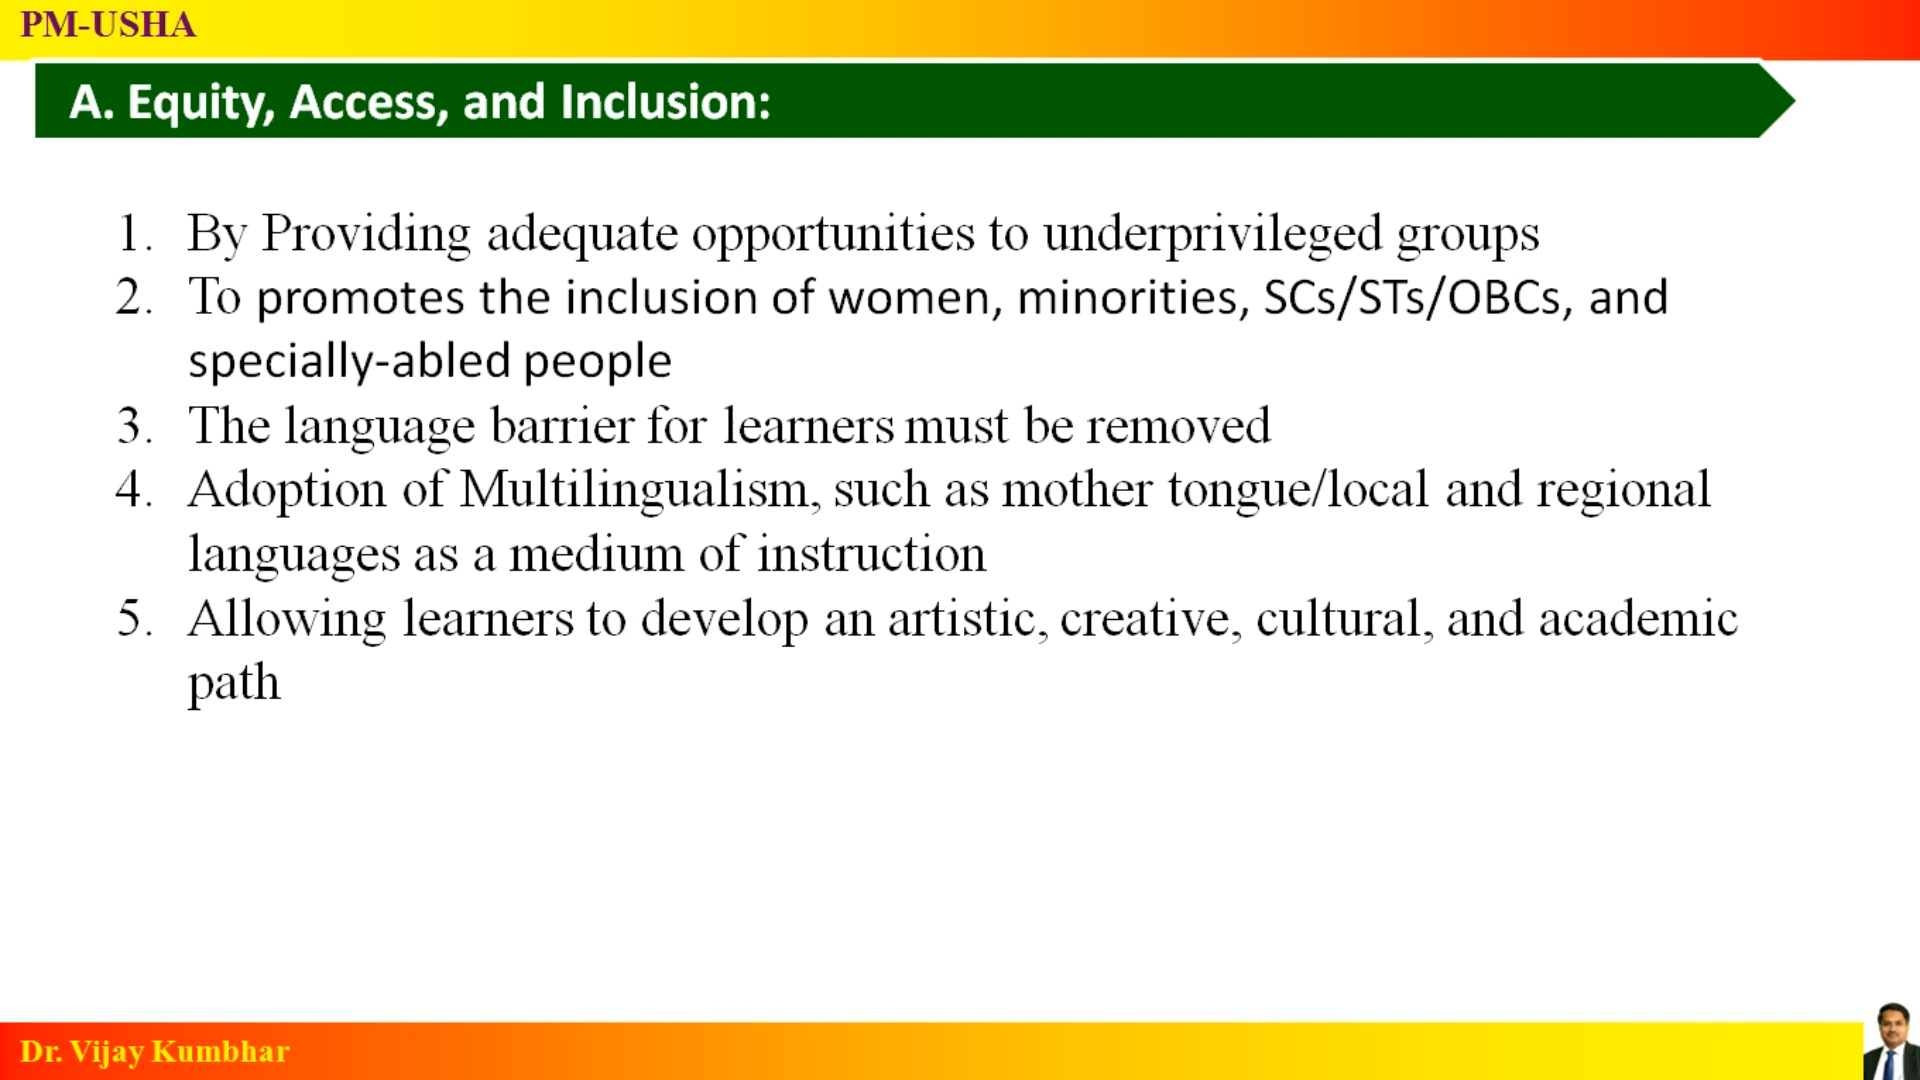 PM-USHA
A. Equity, Access, and Inclusion:
1. By Providing adequate opportunities to underprivileged groups
2. To promotes the inclusion of women, minorities, SCs/STs/OBCs, and
specially-abled people
3. The language barrier for learners must be removed
4. Adoption of Multilingualism, such as mother tongue/local and regional
languages as a medium of instruction
5. Allowing learners to develop an artistic, creative, cultural, and academic
path
Dr. Vijay Kumbhar